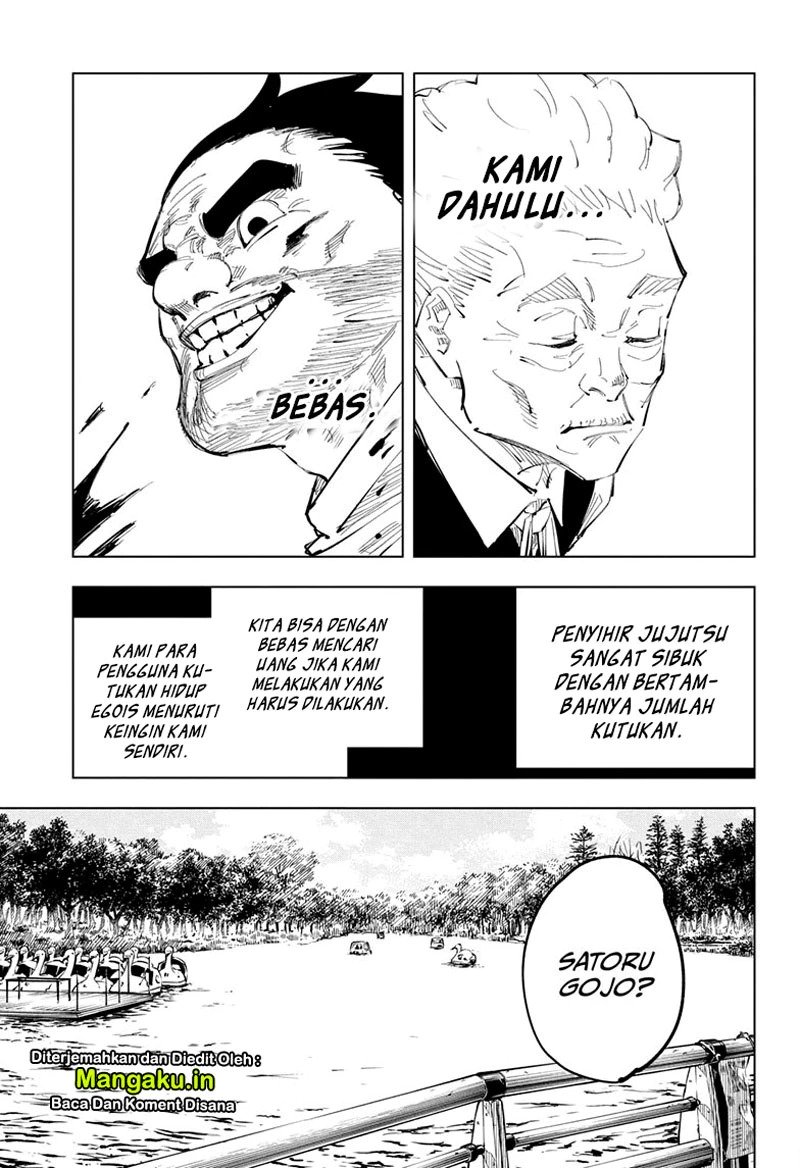 KAMI
DAHULU...
...
BEBAS.
PENYIHIR JUJUTSU
SANGAT SIBUK
DENGAN BERTAM-
BAHNYA JUMLAH
KUTUKAN.
KITA BISA DENGAN
BEBAS MENCARI
UANG JIKA KAMI
MELAKUKAN YANG
HARUS DILAKUKAN.
KAMI PARA
PENGGUNA KU-
TUKAN HIDUP
EGOIS MENURUTI
KEINGIN KAMI
SENDIRI.
SATORU
GOJO?
Diterjemahkan dan Diedit Oleh :
Mangaku.in
Baca Dan Koment Disana